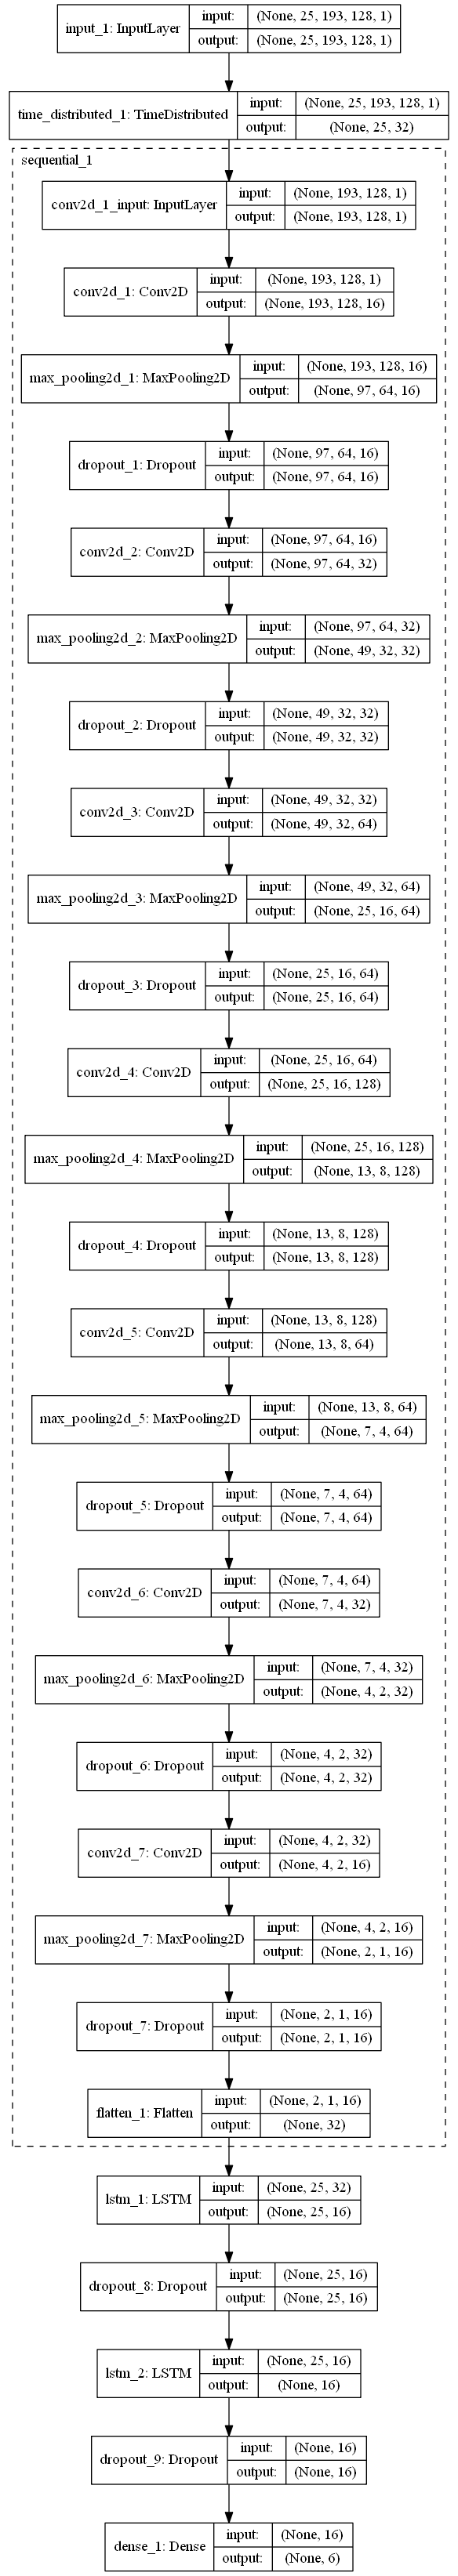 input_1: InputLayer
input: (None, 25, 193, 128, 1)
output: (None, 25, 193, 128, 1)
time_distributed_1: TimeDistributed
input: (None, 25, 193, 128, 1)
output: (None, 25, 32)
sequential_1
conv2d_1_input: InputLayer
input: (None, 193, 128, 1)
output: (None, 193, 128, 1)
conv2d_1: Conv2D
input: (None, 193, 128, 1)
output: (None, 193, 128, 16)
max_pooling2d_1: MaxPooling2D
input: (None, 193, 128, 16)
output: (None, 97, 64, 16)
dropout_1: Dropout
input: (None, 97, 64, 16)
output: (None, 97, 64, 16)
conv2d_2: Conv2D
input: (None, 97, 64, 16)
output: (None, 97, 64, 32)
max_pooling2d_2: MaxPooling2D
input: (None, 97, 64, 32)
output: (None, 49, 32, 32)
dropout_2: Dropout
input: (None, 49, 32, 32)
output: (None, 49, 32, 32)
conv2d_3: Conv2D
input: (None, 49, 32, 32)
output: (None, 49, 32, 64)
max_pooling2d_3: MaxPooling2D
input: (None, 49, 32, 64)
output: (None, 25, 16, 64)
dropout_3: Dropout
input: (None, 25, 16, 64)
output: (None, 25, 16, 64)
conv2d_4: Conv2D
input: (None, 25, 16, 64)
output: (None, 25, 16, 128)
max_pooling2d_4: MaxPooling2D
input: (None, 25, 16, 128)
output: (None, 13, 8, 128)
dropout_4: Dropout
input: (None, 13, 8, 128)
output: (None, 13, 8, 128)
conv2d_5: Conv2D
input: (None, 13, 8, 128)
output: (None, 13, 8, 64)
max_pooling2d_5: MaxPooling2D
input: (None, 13, 8, 64)
output: (None, 7, 4, 64)
dropout_5: Dropout
input: (None, 7, 4, 64)
output: (None, 7, 4, 64)
conv2d_6: Conv2D
input: (None, 7, 4, 64)
output: (None, 7, 4, 32)
max_pooling2d_6: MaxPooling2D
input: (None, 7, 4, 32)
output: (None, 4, 2, 32)
dropout_6: Dropout
input: (None, 4, 2, 32)
output: (None, 4, 2, 32)
conv2d_7: Conv2D
input: (None, 4, 2, 32)
output: (None, 4, 2, 16)
max_pooling2d_7: MaxPooling2D
input: (None, 4, 2, 16)
output: (None, 2, 1, 16)
dropout_7: Dropout
input: (None, 2, 1, 16)
output: (None, 2, 1, 16)
flatten_1: Flatten
input: (None, 2, 1, 16)
output: (None, 32)
lstm_1: LSTM
input: (None, 25, 32)
output: (None, 25, 16)
dropout_8: Dropout
input: (None, 25, 16)
output: (None, 25, 16)
lstm_2: LSTM
input: (None, 25, 16)
output: (None, 16)
dropout_9: Dropout
input: (None, 16)
output: (None, 16)
dense_1: Dense
input: (None, 16)
output: (None, 6)